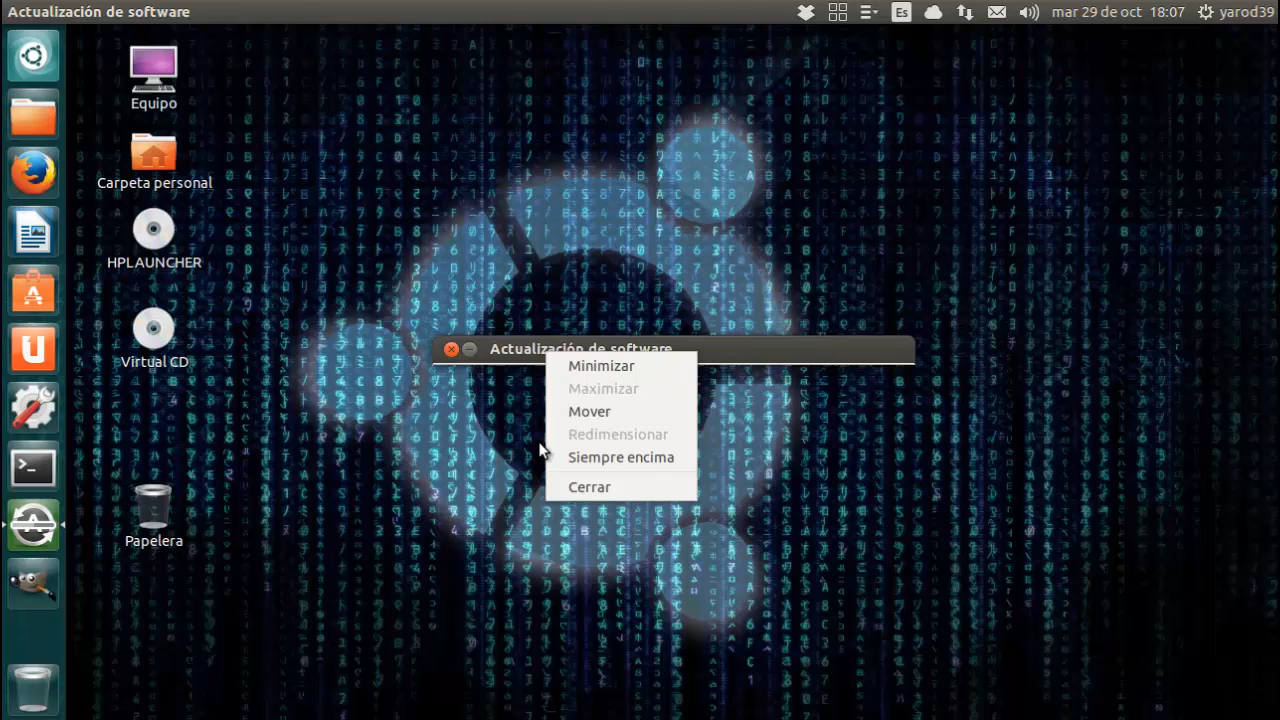 Actualización de software
Es
mar 29 de oct 18:07
yarod39
Equipo
Carpeta personal
HPLAUNCHER
Virtual CD
Papelera
Actualización de software
Minimizar
Maximizar
Mover
Redimensionar
Siempre encima
Cerrar